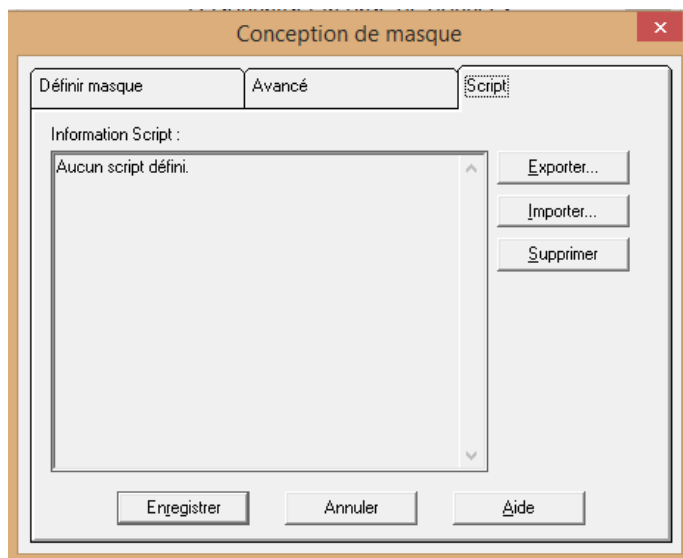 Conception de masque
Définir masque
Avancé
Script
Information Script :
Aucun script défini.
Exporter...
Importer...
Supprimer
Enregistrer
Annuler
Aide